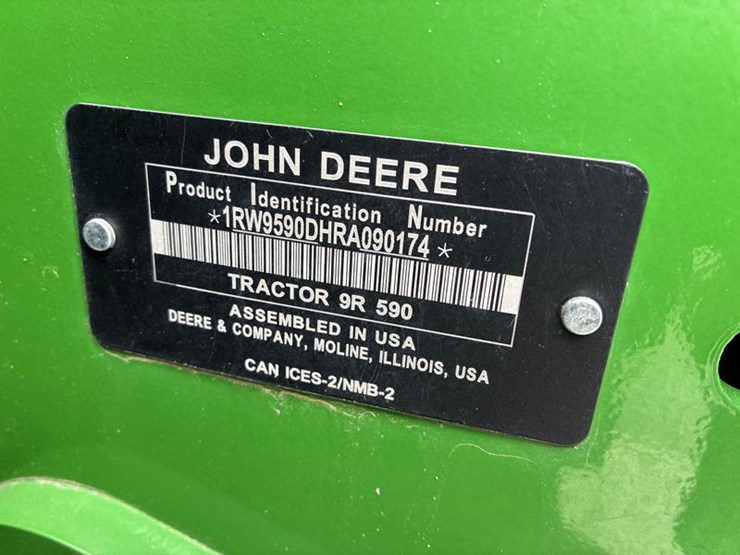 JOHN DEERE
Product Identification Number
*1RW9590DHRA090174*
TRACTOR 9R 590
ASSEMBLED IN USA
DEERE & COMPANY, MOLINE, ILLINOIS, USA
CAN ICES-2/NMB-2